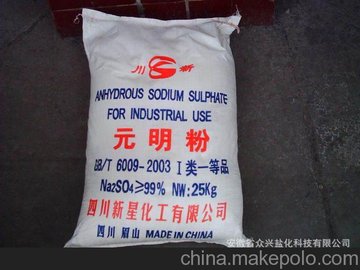 川 新
ANHYDROUS SODIUM SULPHATE
FOR INDUSTRIAL USE
元明粉
GB/T 6009-2003 I类一等品
Na2SO4≥99% NW:25Kg
四川新星化工有限公司
四川 眉山 MADE IN CHINA
安徽省众兴盐化科技有限公司
china.makepolo.com